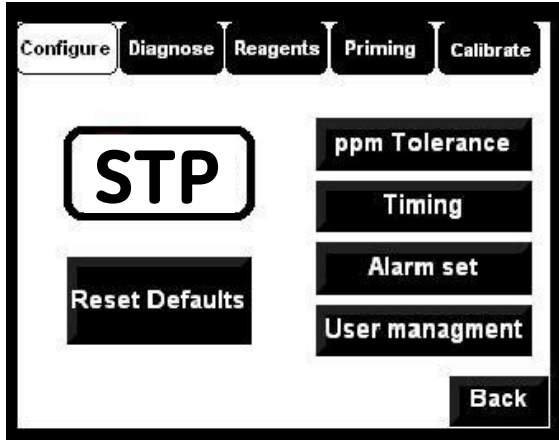 Configure Diagnose Reagents Priming Calibrate
STP
ppm Tolerance
Timing
Reset Defaults
Alarm set
User managment
Back